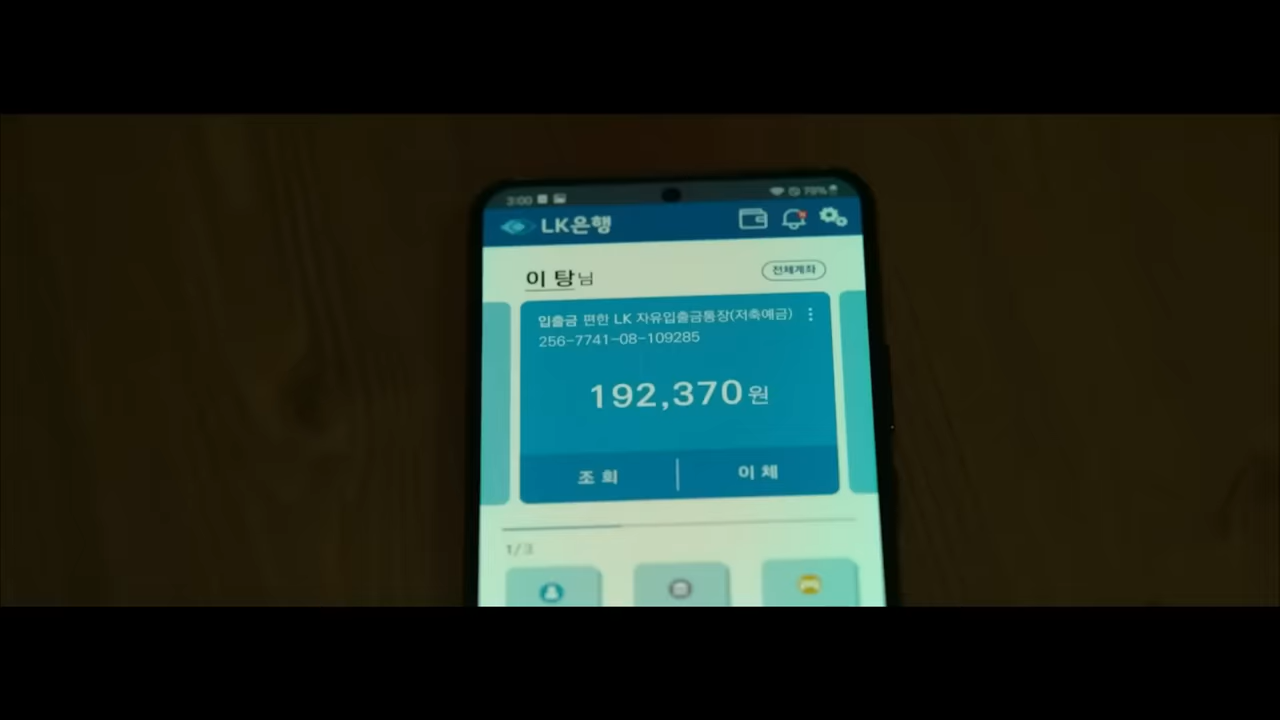 3:00 79%
LK은행
이 탕님
전체계좌
입출금 편한 LK 자유입출금통장(저축예금)
256-7741-08-109285
192,370원
조 회 이 체
1/3